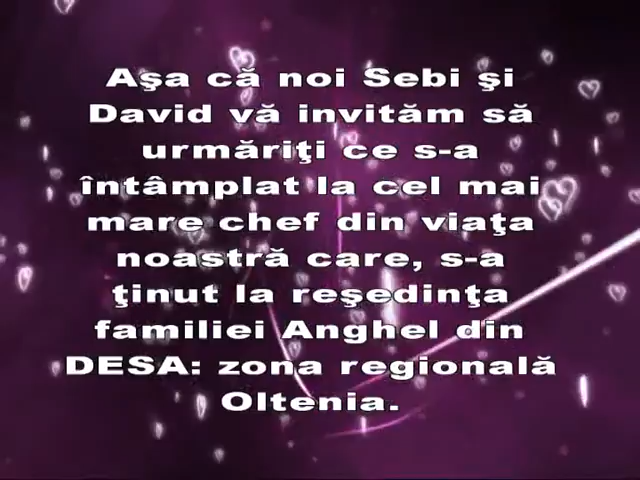 Aşa că noi Sebi şi
David vă invităm să
urmăriţi ce s-a
întâmplat la cel mai
mare chef din viaţa
noastră care, s-a
ţinut la reşedinţa
familiei Anghel din
DESA: zona regională
Oltenia.